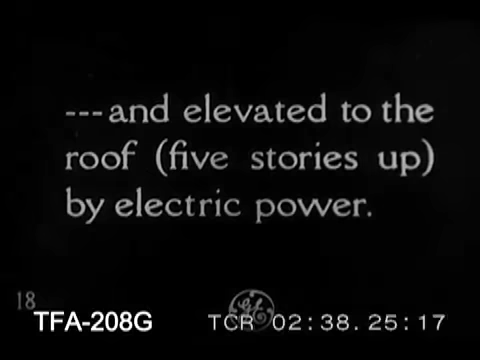 ---and elevated to the
roof (five stories up)
by electric power.
18
GE
TFA-208G
TCR 02:38.25:17